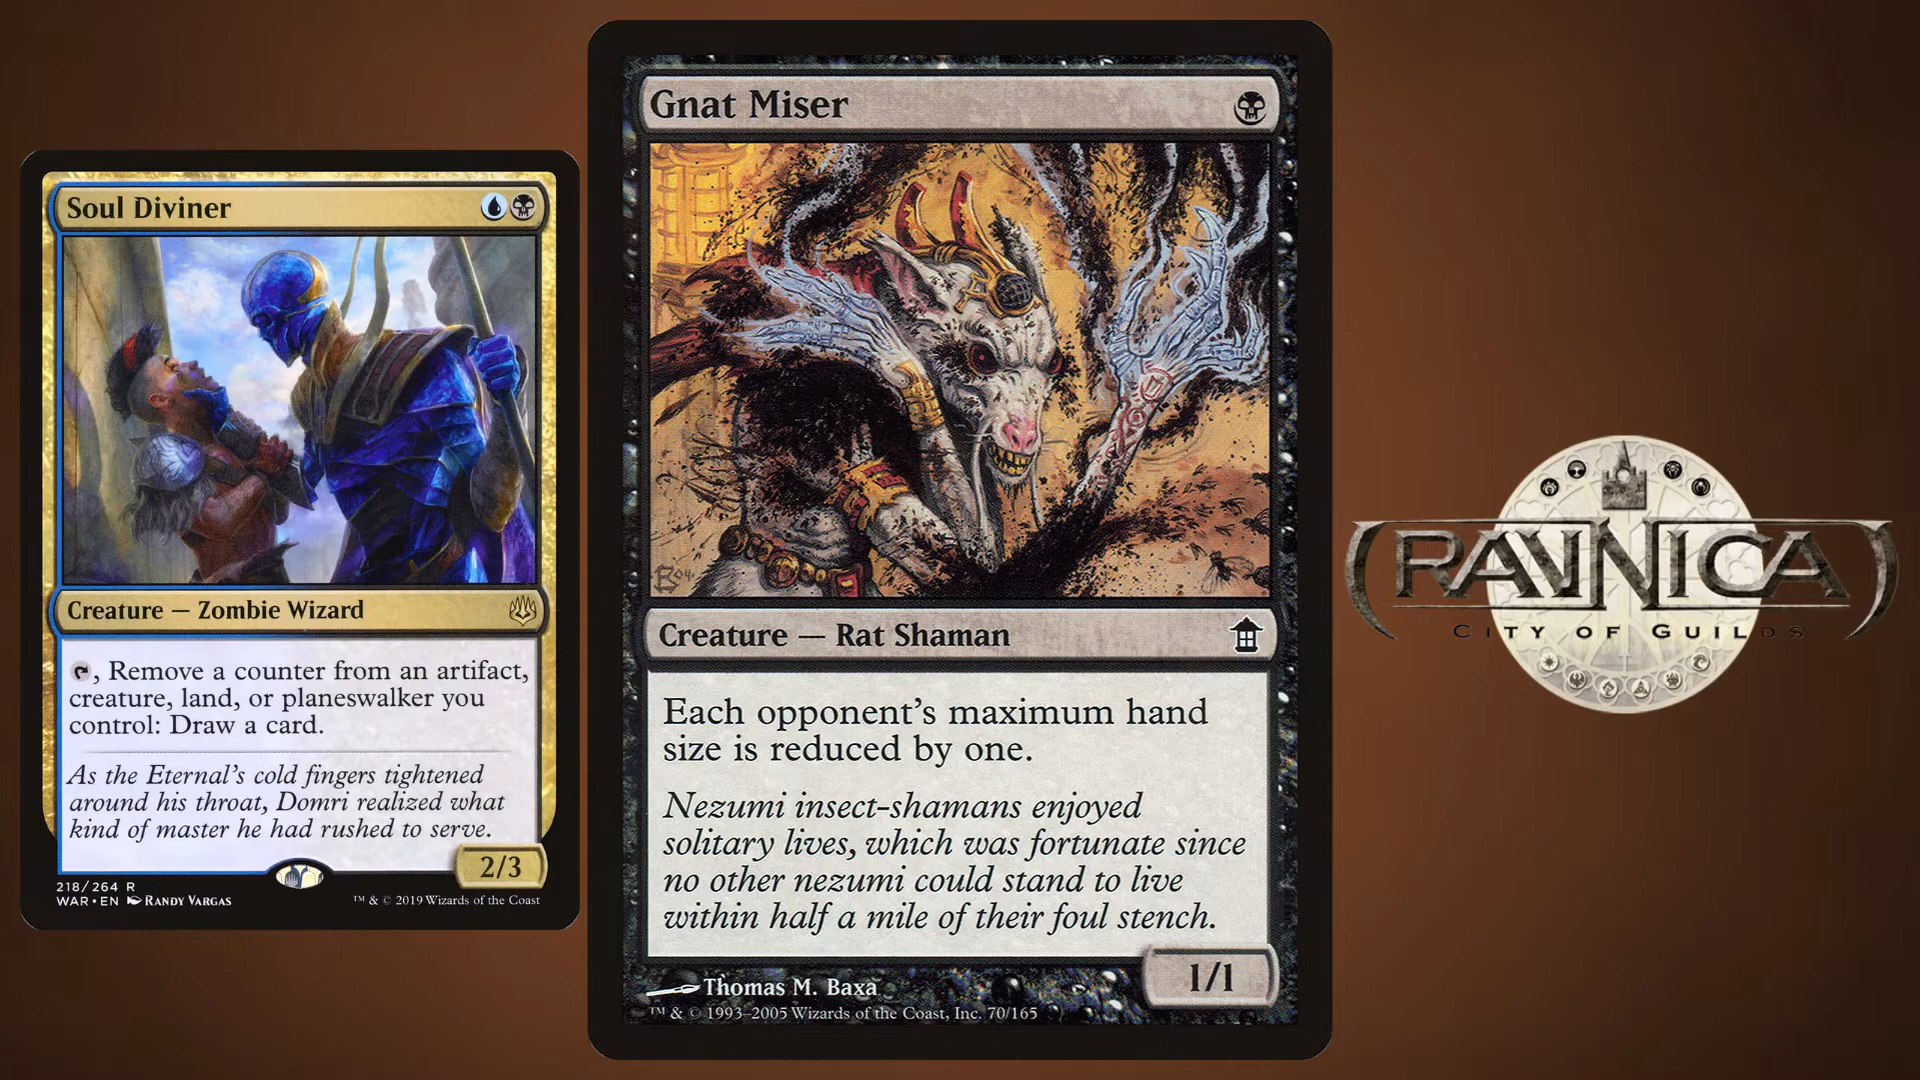 Soul Diviner
Creature — Zombie Wizard
, Remove a counter from an artifact,
creature, land, or planeswalker you
control: Draw a card.
As the Eternal's cold fingers tightened
around his throat, Domri realized what
kind of master he had rushed to serve.
2/3
218/264 R
WAR • EN Randy Vargas
™ & © 2019 Wizards of the Coast
Gnat Miser
Creature — Rat Shaman
Each opponent's maximum hand
size is reduced by one.
Nezumi insect-shamans enjoyed
solitary lives, which was fortunate since
no other nezumi could stand to live
within half a mile of their foul stench.
1/1
Thomas M. Baxa
™ & © 1993–2005 Wizards of the Coast, Inc. 70/165
RAVNICA
CITY OF GUILDS